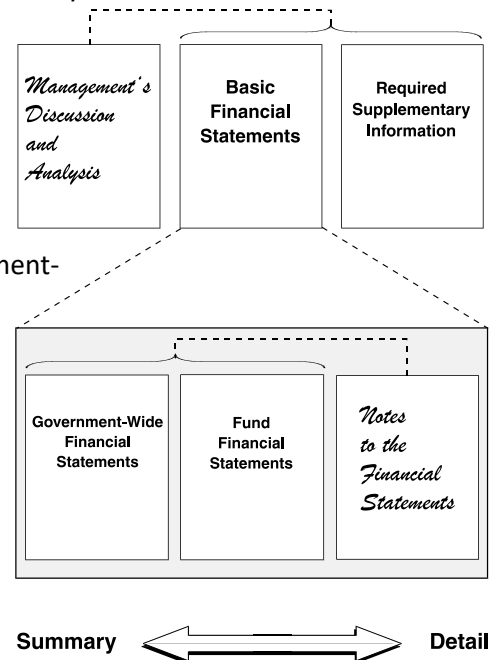 Management's
Discussion
and
Analysis
Basic
Financial
Statements
Required
Supplementary
Information
ment-
Government-Wide
Financial
Statements
Fund
Financial
Statements
Notes
to the
Financial
Statements
Summary
Detail